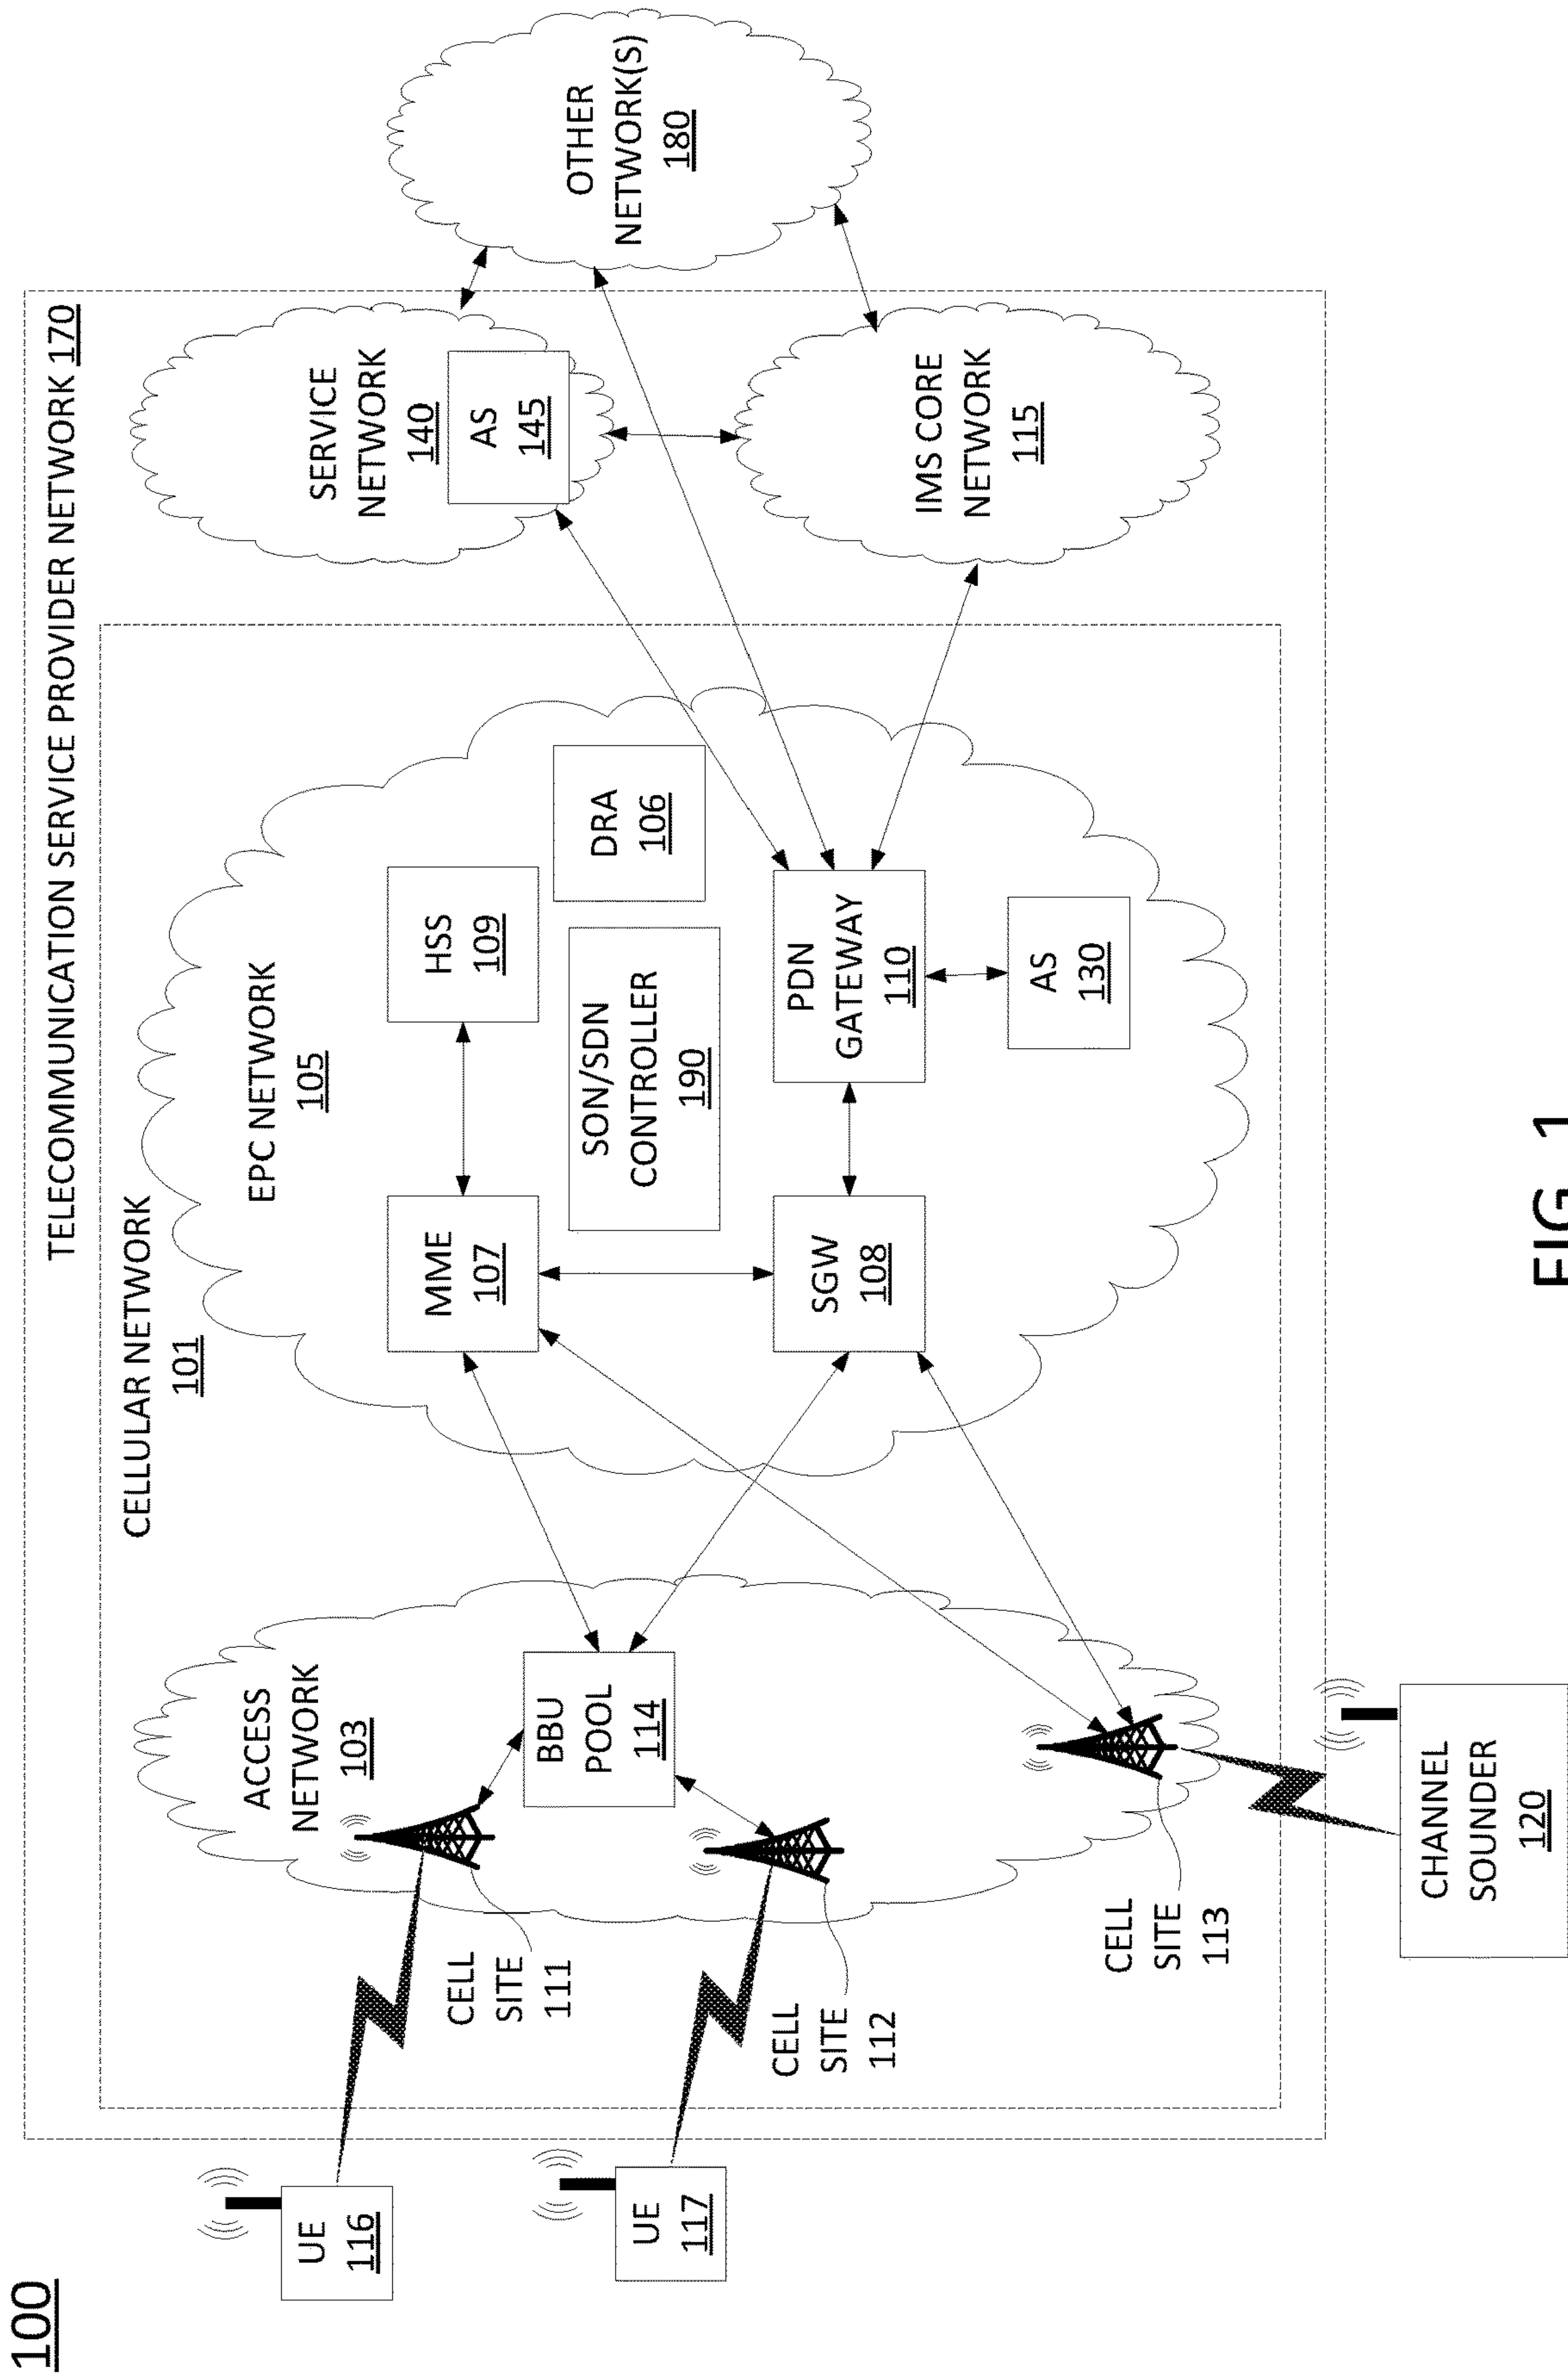 100
TELECOMMUNICATION SERVICE PROVIDER NETWORK 170
CELLULAR NETWORK
101
ACCESS
NETWORK
103
EPC NETWORK
105
SERVICE
NETWORK
140
AS
145
OTHER
NETWORK(S)
180
UE
116
CELL
SITE
111
BBU
POOL
114
MME
107
HSS
109
DRA
106
SON/SDN
CONTROLLER
190
UE
117
CELL
SITE
112
SGW
108
PDN
GATEWAY
110
AS
130
IMS CORE
NETWORK
115
CELL
SITE
113
CHANNEL
SOUNDER
120
FIG. 1